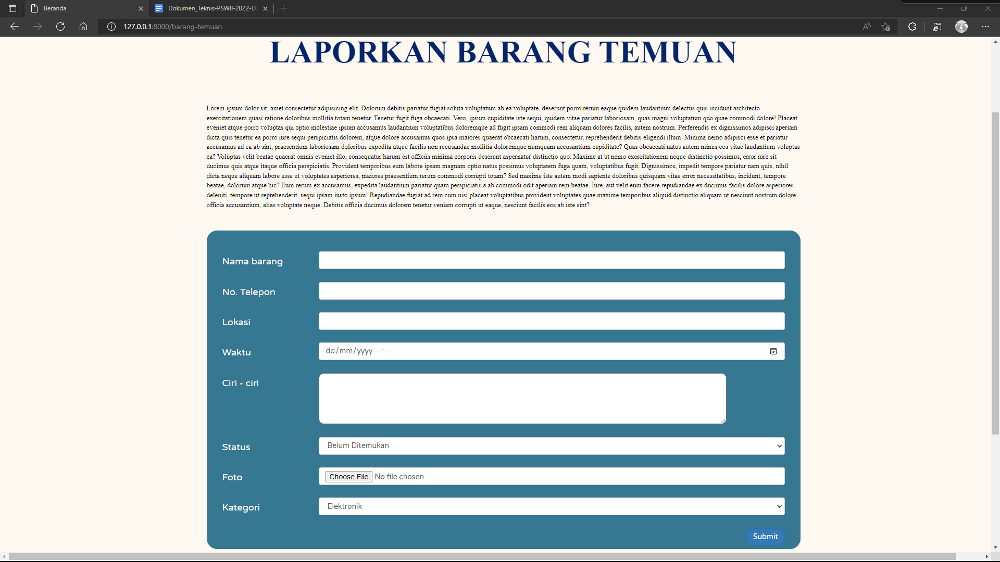 Beranda
Dokumen_Teknis-PSWII-2022-D3
127.0.0.1:8000/barang-temuan
LAPORKAN BARANG TEMUAN
Lorem ipsum dolor sit, amet consectetur adipisicing elit. Dolorum debitis pariatur fugiat soluta voluptatum ab ea voluptate, deserunt porro rerum eaque quidem laudantium delectus quis incidunt architecto
exercitationem quasi ratione doloribus mollitia totam tenetur. Tenetur fugit fuga obcaecati. Vero, ipsum cupiditate iste sequi, quidem vitae pariatur laboriosam, quas magni voluptatum quo quae commodi dolore! Placeat
eveniet atque porro voluptas qui optio molestiae ipsum accusamus laudantium voluptatibus doloremque ad fugit ipsam commodi rem aliquam dolores facilis, autem nostrum. Perferendis ex dignissimos adipisci aperiam
dicta quis tenetur ea porro iure sequi perspiciatis dolorem, atque dolore accusamus quos ipsa maiores quaerat obcaecati harum, consectetur, reprehenderit debitis eligendi illum. Minima nemo adipisci esse et pariatur
accusamus ad ea ab sint, praesentium laboriosam doloribus expedita atque facilis non recusandae mollitia doloremque numquam accusantium cupiditate? Quas obcaecati natus autem minus eos vitae laudantium voluptas
ea? Voluptas velit beatae quaerat omnis eveniet illo, consequatur harum est officiis minima corporis deserunt aspernatur distinctio quo. Maxime at ut nemo exercitationem neque distinctio possimus, error iure sit
ducimus quis atque itaque officia perspiciatis. Provident temporibus eum labore ipsam magnam optio natus possimus voluptatem fuga quam, voluptatibus fugit. Dignissimos, impedit tempore pariatur nam quis, nihil
dicta neque aliquam labore esse ut voluptates asperiores, maiores praesentium rerum commodi corrupti totam? Sed maxime iste autem modi sapiente doloribus quisquam vitae error necessitatibus, incidunt, tempore
beatae, dolorum atque hic? Eum rerum ex accusamus, expedita laudantium pariatur quam perspiciatis a ab commodi odit aperiam rem beatae. Iure, aut velit eum facere repudiandae ex ducimus facilis dolore asperiores
deleniti, tempore ut reprehenderit, sequi ipsam iusto ipsum! Repudiandae fugiat ad rem cum nisi placeat voluptatibus provident voluptates quae maxime temporibus aliquid distinctio aliquam ut nesciunt nostrum dolore
officia accusantium, alias voluptate neque. Debitis officia ducimus dolorem tenetur veniam corrupti ut eaque, nesciunt facilis eos ab iste sint?
Nama barang
No. Telepon
Lokasi
Waktu dd/mm/yyyy --:--
Ciri - ciri
Status Belum Ditemukan
Foto Choose File No file chosen
Kategori Elektronik
Submit